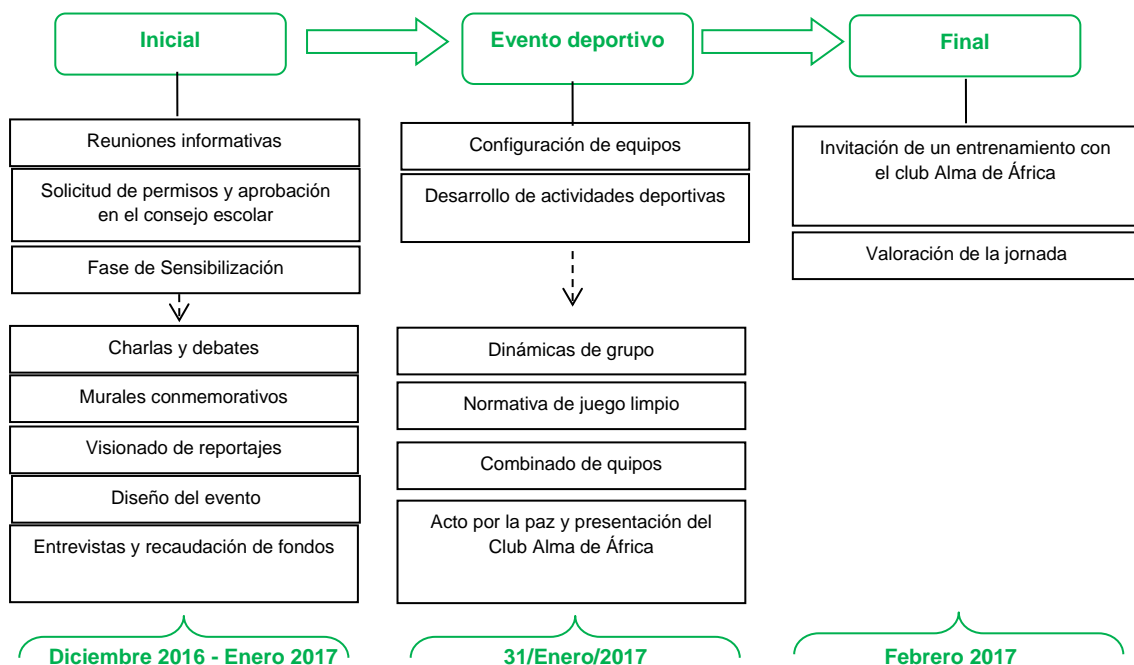 Inicial
Evento deportivo
Final
Reuniones informativas
Solicitud de permisos y aprobación
en el consejo escolar
Fase de Sensibilización
Charlas y debates
Murales conmemorativos
Visionado de reportajes
Diseño del evento
Entrevistas y recaudación de fondos
Configuración de equipos
Desarrollo de actividades deportivas
Dinámicas de grupo
Normativa de juego limpio
Combinado de quipos
Acto por la paz y presentación del
Club Alma de África
Invitación de un entrenamiento con
el club Alma de África
Valoración de la jornada
Diciembre 2016 - Enero 2017
31/Enero/2017
Febrero 2017